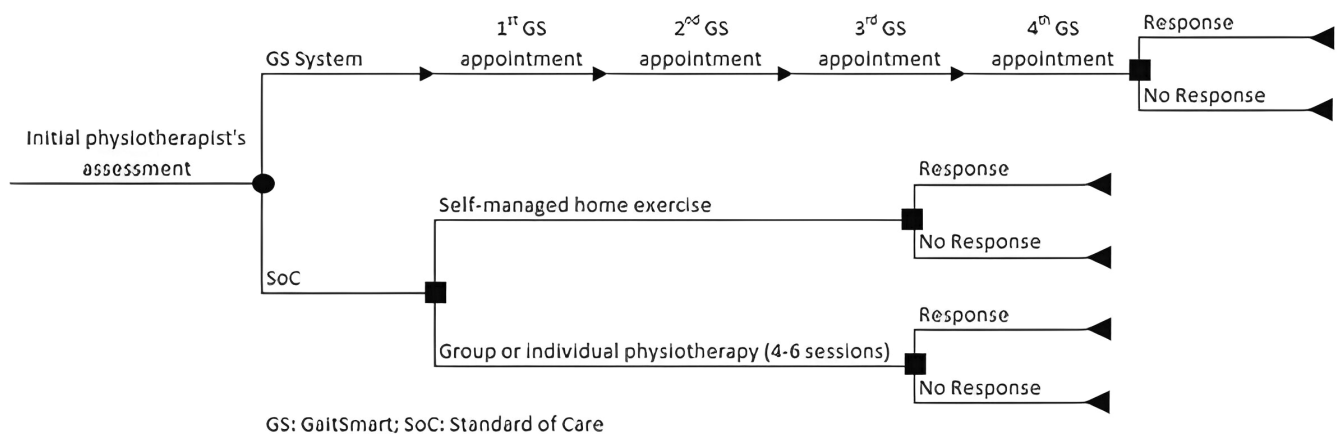 Initial physiotherapist's
assessment
GS System
1st GS
appointment
2nd GS
appointment
3rd GS
appointment
4th GS
appointment
Response
No Response
SoC
Self-managed home exercise
Response
No Response
Group or individual physiotherapy (4-6 sessions)
Response
No Response
GS: GaitSmart; SoC: Standard of Care